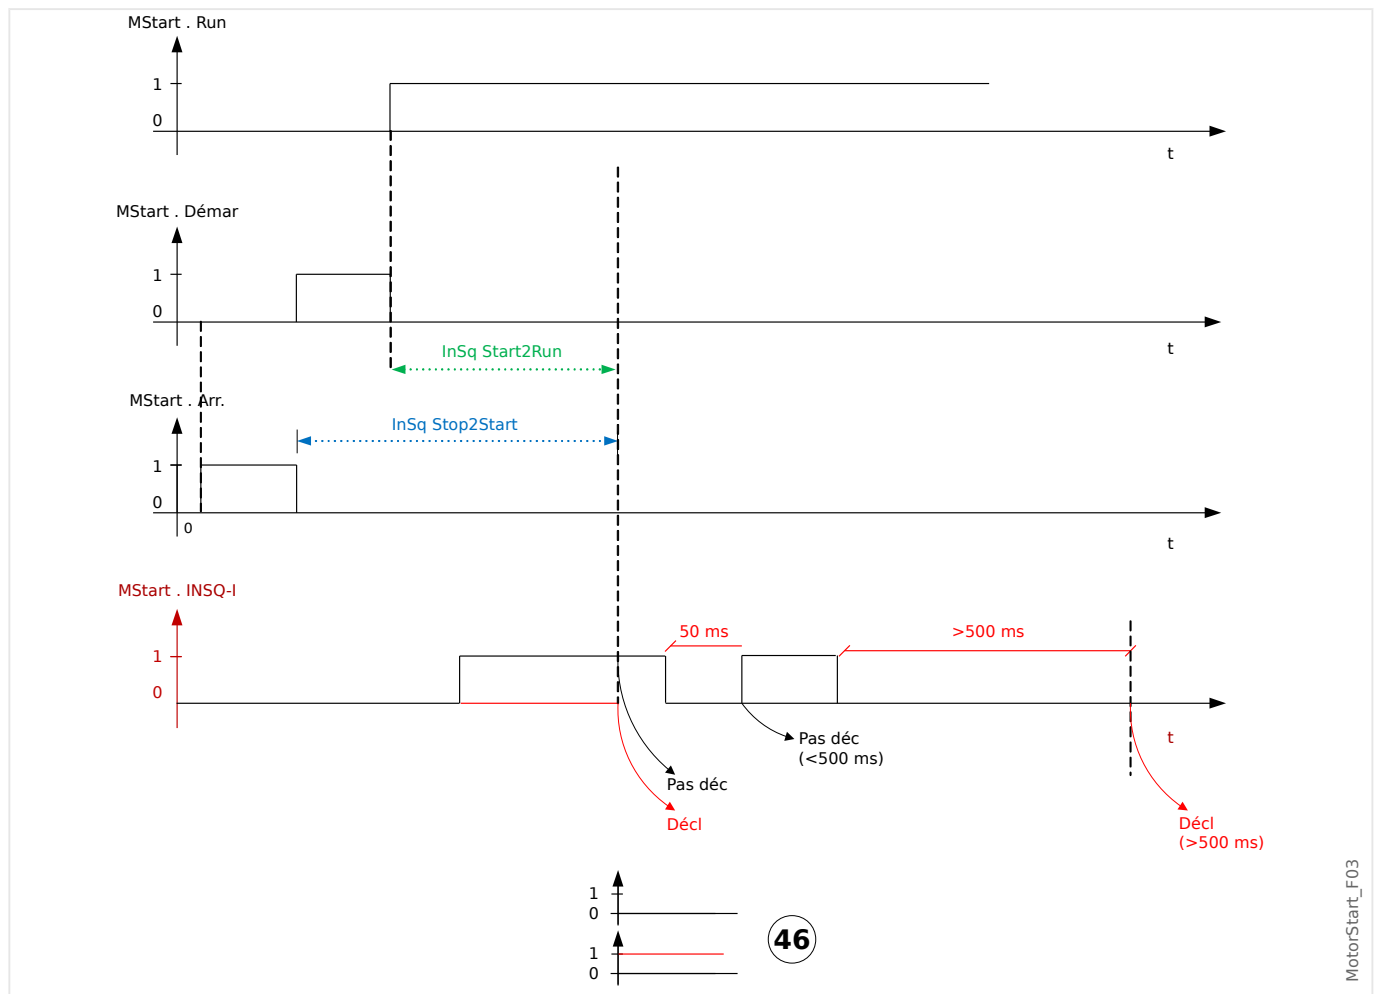 MStart . Run
1
0
t
MStart . Démar
1
0
t
InSq Start2Run
MStart . Arr.
InSq Stop2Start
1
0
0
t
MStart . INSQ-I
50 ms
>500 ms
1
0
t
Pas déc
(<500 ms)
Pas déc
Décl
Décl
(>500 ms)
1
0
46
1
0
MotorStart_F03